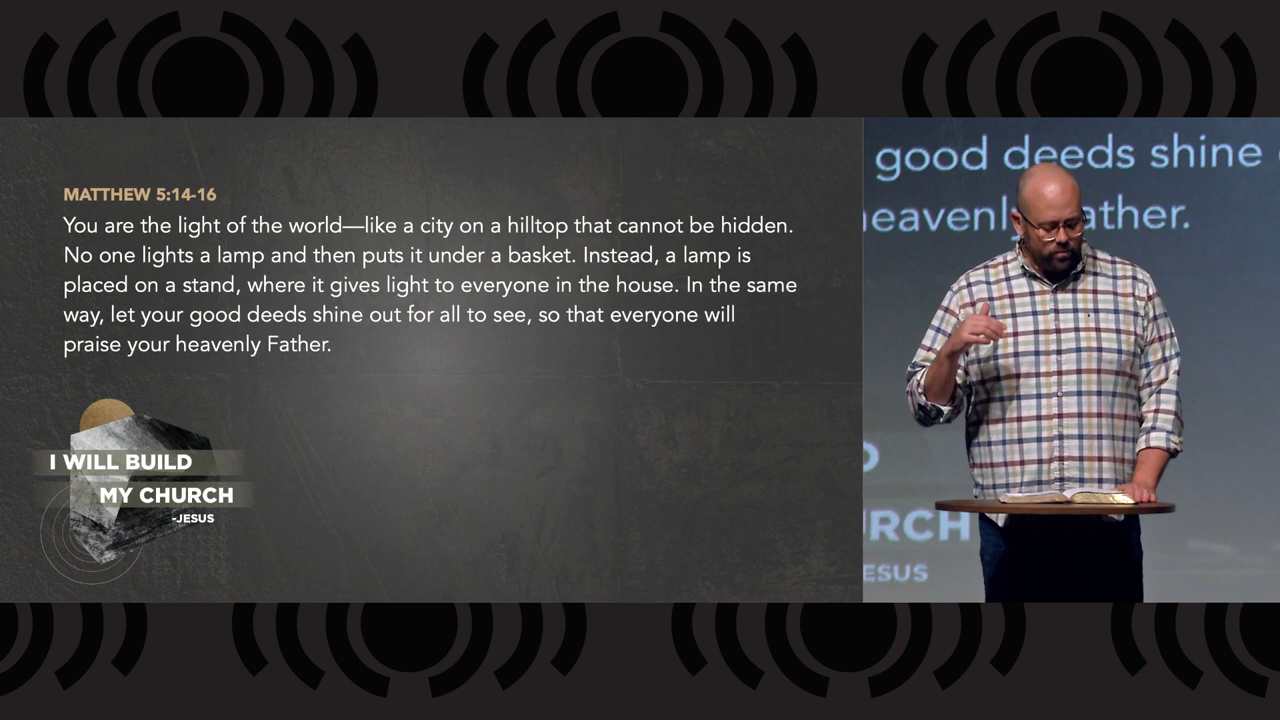 MATTHEW 5:14-16
You are the light of the world—like a city on a hilltop that cannot be hidden.
No one lights a lamp and then puts it under a basket. Instead, a lamp is
placed on a stand, where it gives light to everyone in the house. In the same
way, let your good deeds shine out for all to see, so that everyone will
praise your heavenly Father.
I WILL BUILD
MY CHURCH
-JESUS
good deeds shine
heavenly Father.
D
URCH
ESUS